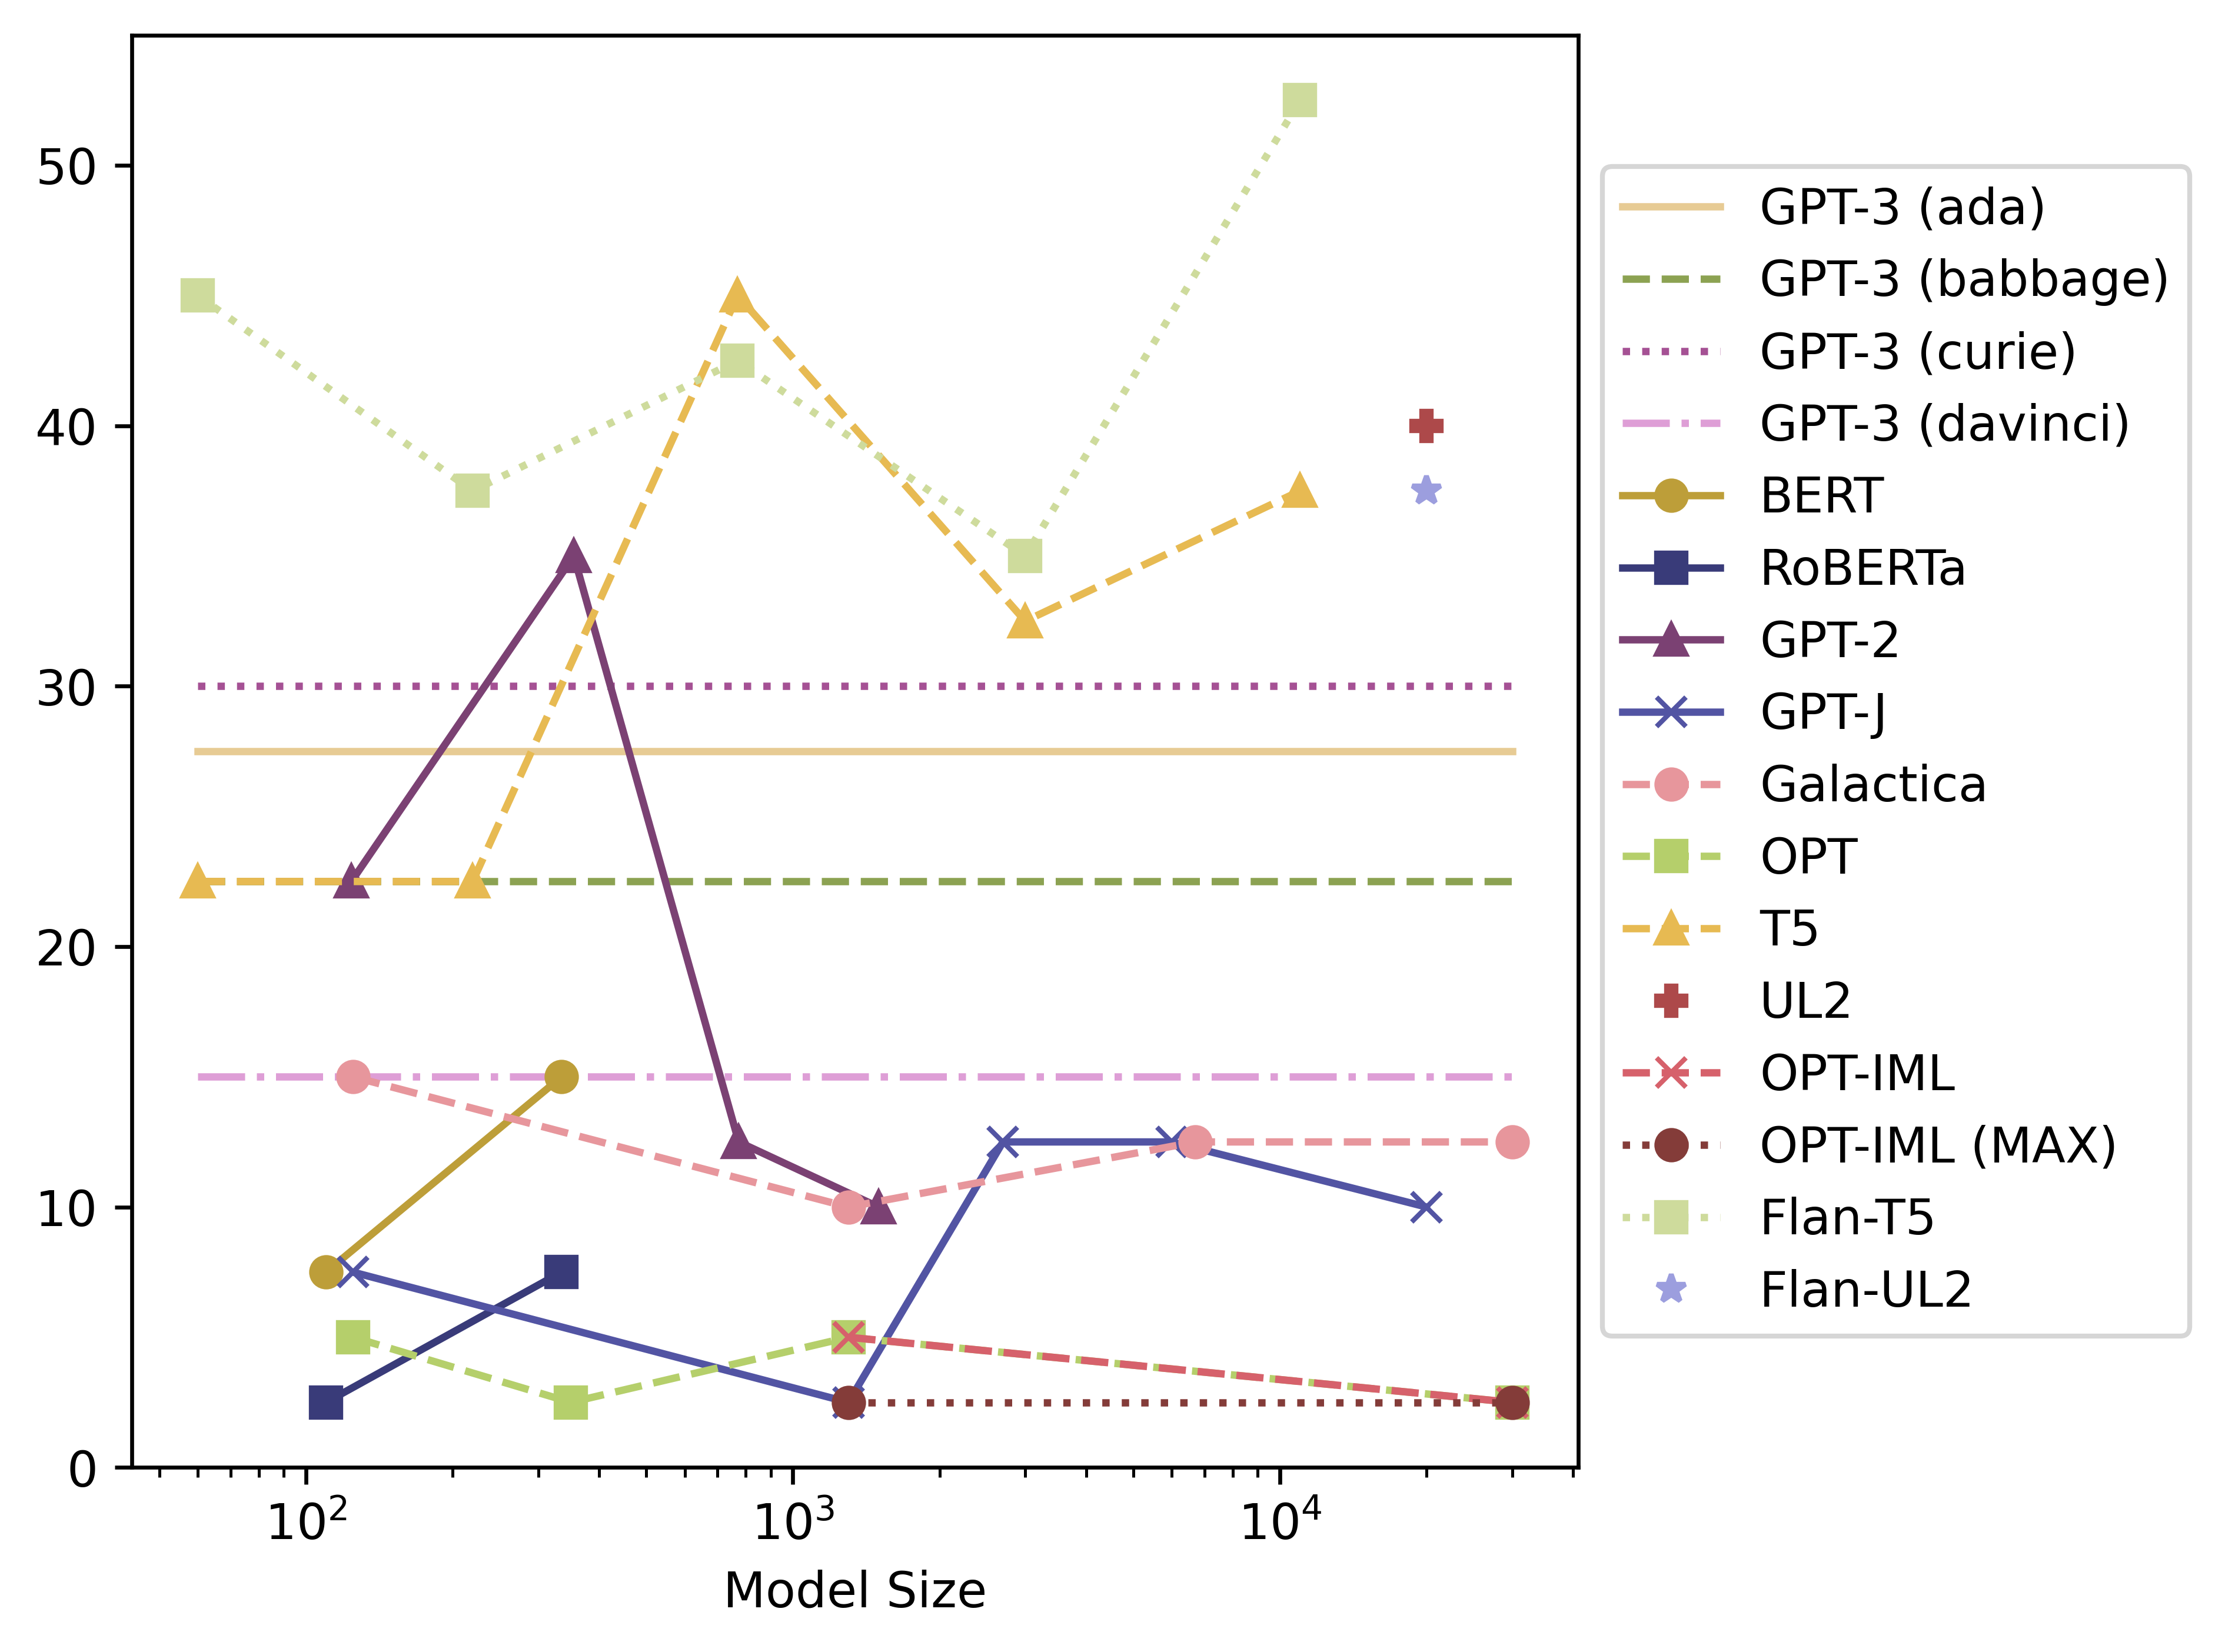 50
40
30
20
10
0
10²
10³
10⁴
Model Size
GPT-3 (ada)
GPT-3 (babbage)
GPT-3 (curie)
GPT-3 (davinci)
BERT
RoBERTa
GPT-2
GPT-J
Galactica
OPT
T5
UL2
OPT-IML
OPT-IML (MAX)
Flan-T5
Flan-UL2